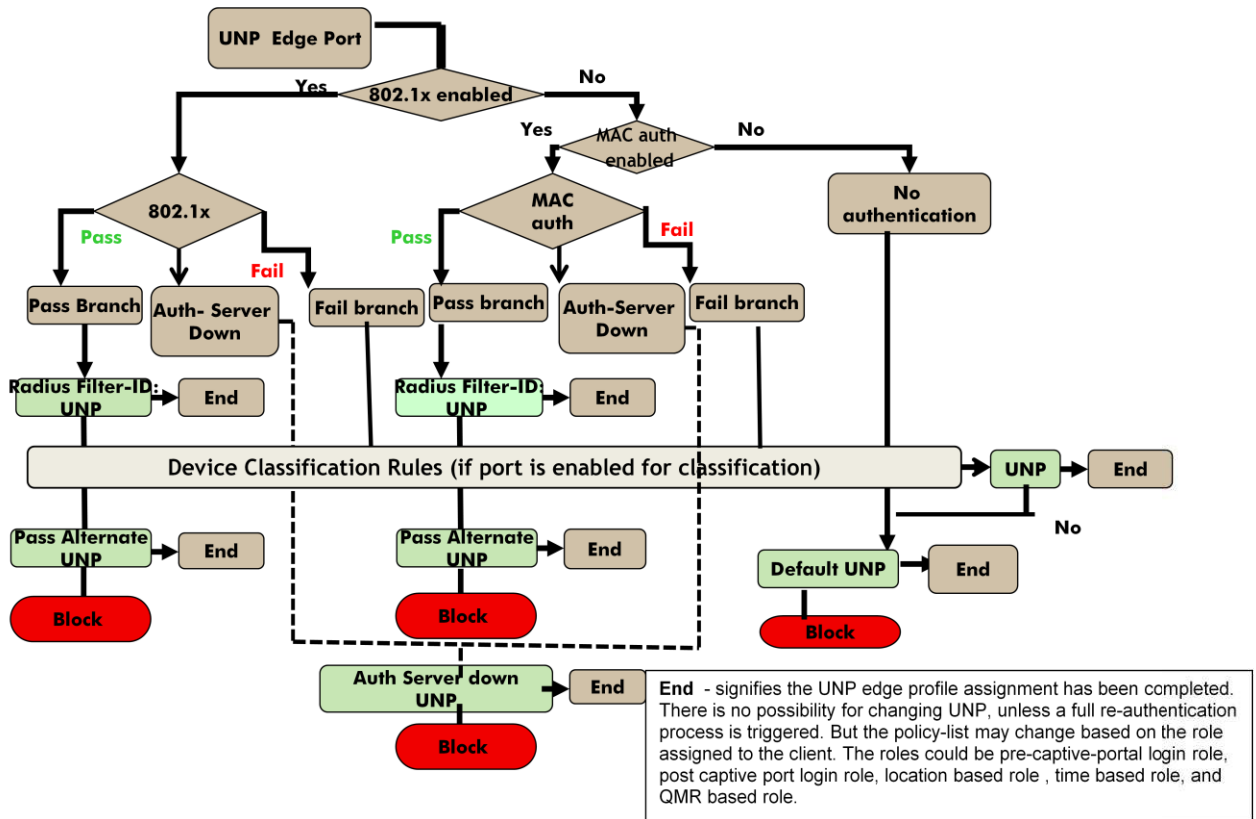 UNP Edge Port
Yes
802.1x enabled
No
Yes
MAC auth
enabled
No
802.1x
MAC
auth
No
authentication
Pass
Fail
Pass
Fail
Pass Branch
Auth- Server
Down
Fail branch
Pass branch
Auth-Server
Down
Fail branch
Radius Filter-ID:
UNP
End
Radius Filter-ID:
UNP
End
Device Classification Rules (if port is enabled for classification)
UNP
End
No
Pass Alternate
UNP
End
Pass Alternate
UNP
End
Default UNP
End
Block
Block
Block
Auth Server down
UNP
End
Block
End - signifies the UNP edge profile assignment has been completed.
There is no possibility for changing UNP, unless a full re-authentication
process is triggered. But the policy-list may change based on the role
assigned to the client. The roles could be pre-captive-portal login role,
post captive port login role, location based role , time based role, and
QMR based role.